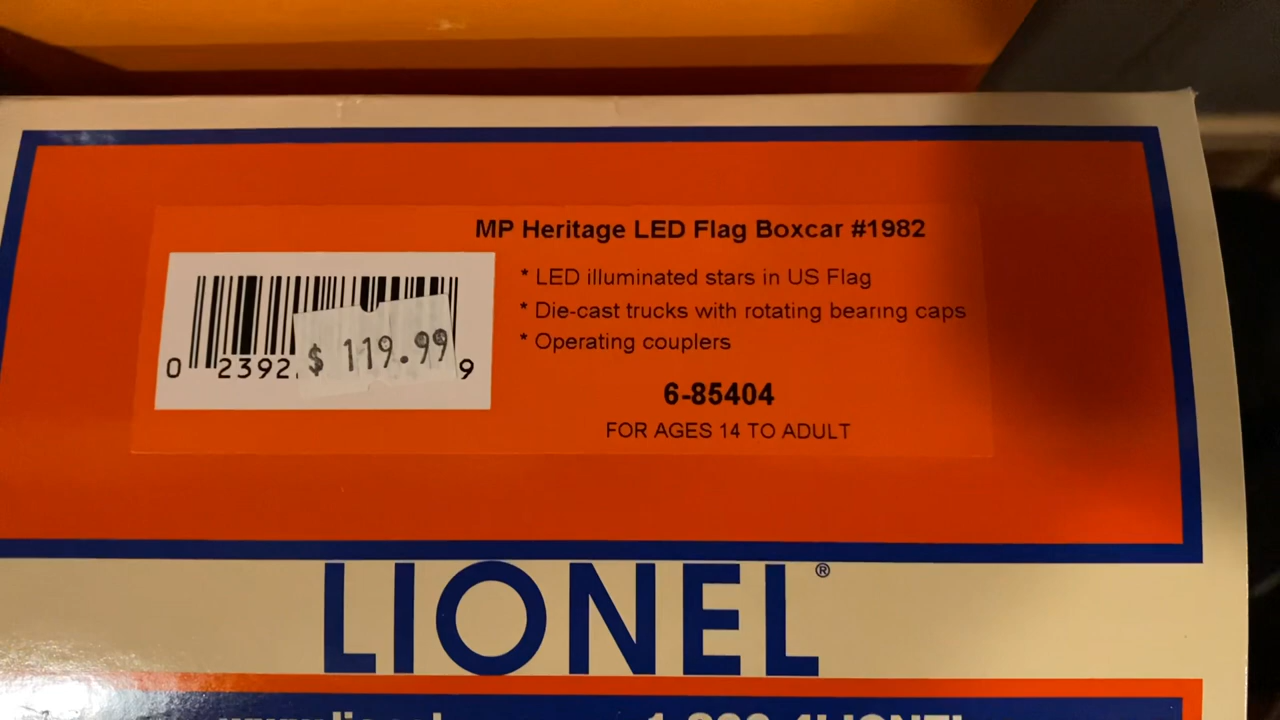 MP Heritage LED Flag Boxcar #1982
* LED illuminated stars in US Flag
* Die-cast trucks with rotating bearing caps
* Operating couplers
0 2392 9
$ 119.99
6-85404
FOR AGES 14 TO ADULT
LIONEL®